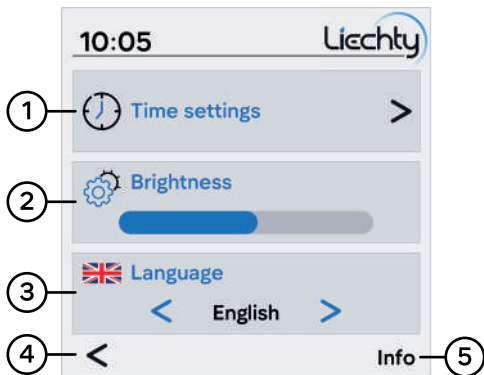 10:05 Liechty
1 Time settings >
2 Brightness
3 Language
< English >
4 < Info 5